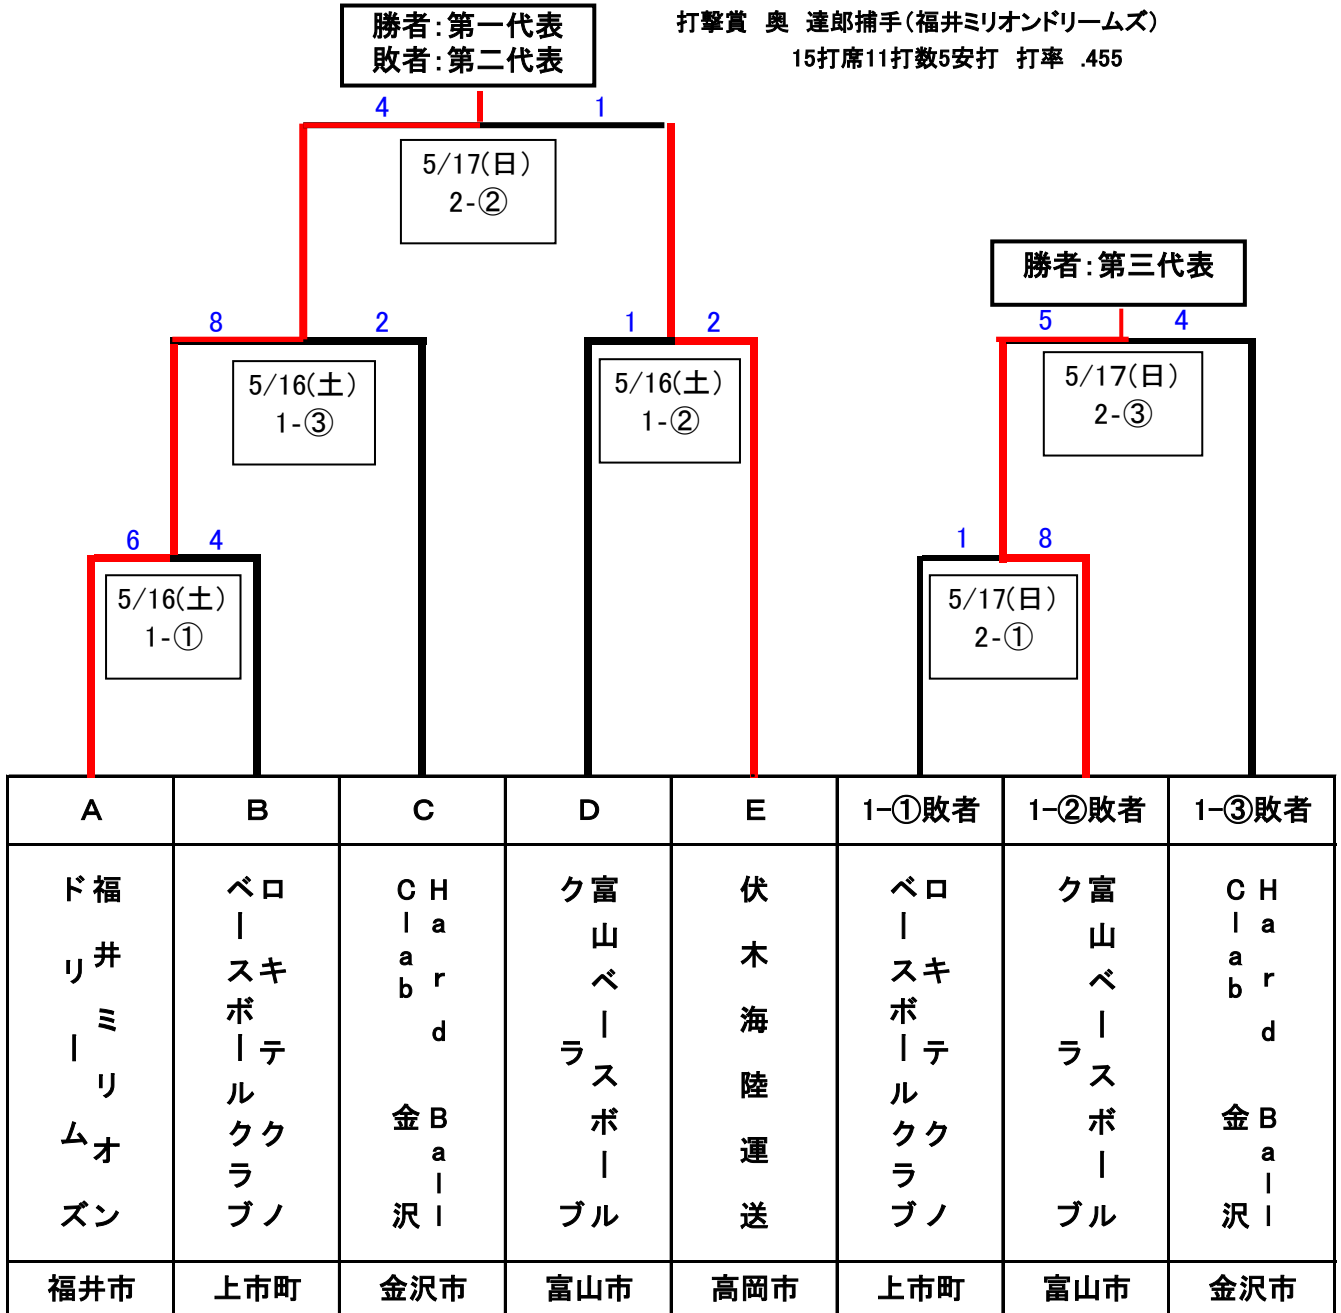 勝者:第一代表
敗者:第二代表
打撃賞 奥 達郎捕手(福井ミリオンドリームズ)
15打席11打数5安打 打率 .455
4
1
5/17(日)
2-②
勝者:第三代表
8
2
1
2
5
4
5/16(土)
1-③
5/16(土)
1-②
5/17(日)
2-③
6
4
1
8
5/16(土)
1-①
5/17(日)
2-①
A
B
C
D
E
1-①敗者
1-②敗者
1-③敗者
福井ミリオン
ドリームズ
ロキテクノ
ベースボールクラブ
Hard Ball
Clab 金沢
富山ベースボール
クラブ
伏木海陸運送
ロキテクノ
ベースボールクラブ
富山ベースボール
クラブ
Hard Ball
Clab 金沢
福井市
上市町
金沢市
富山市
高岡市
上市町
富山市
金沢市